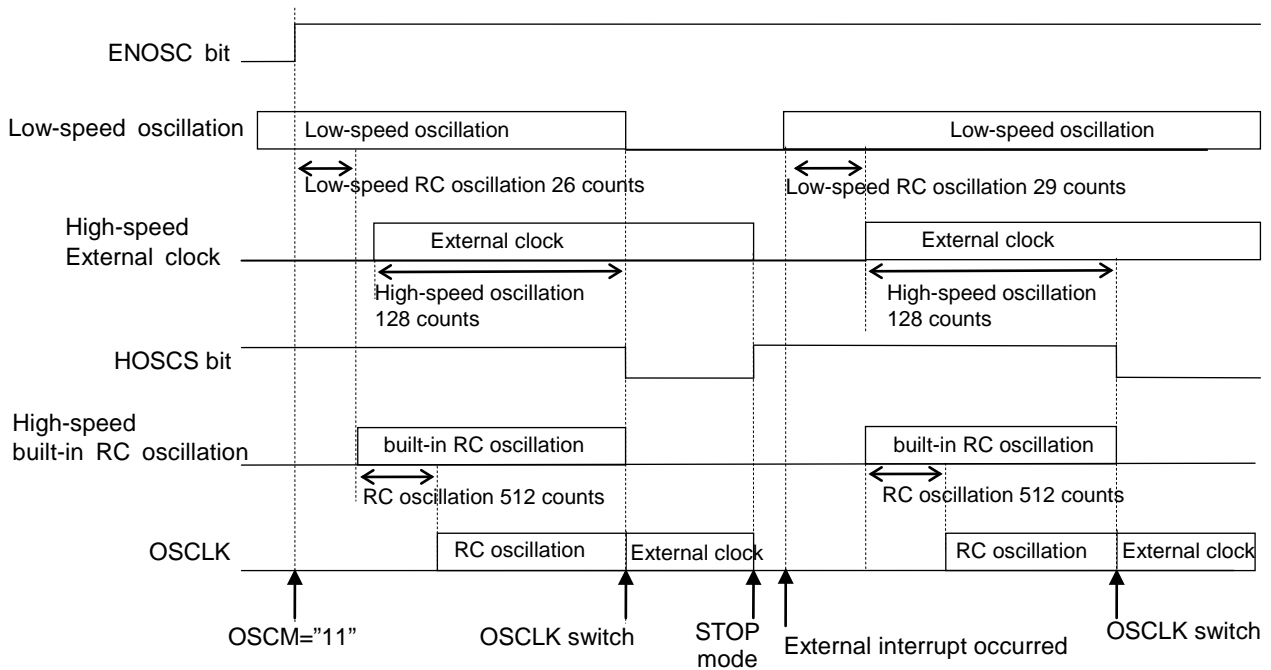 ENOSC bit
Low-speed oscillation
Low-speed oscillation
Low-speed oscillation
Low-speed RC oscillation 26 counts
Low-speed RC oscillation 29 counts
High-speed
External clock
External clock
External clock
High-speed oscillation
128 counts
High-speed oscillation
128 counts
HOSCS bit
High-speed
built-in RC oscillation
built-in RC oscillation
built-in RC oscillation
RC oscillation 512 counts
RC oscillation 512 counts
OSCLK
RC oscillation
External clock
RC oscillation
External clock
OSCM=”11”
OSCLK switch
STOP
mode
External interrupt occurred
OSCLK switch